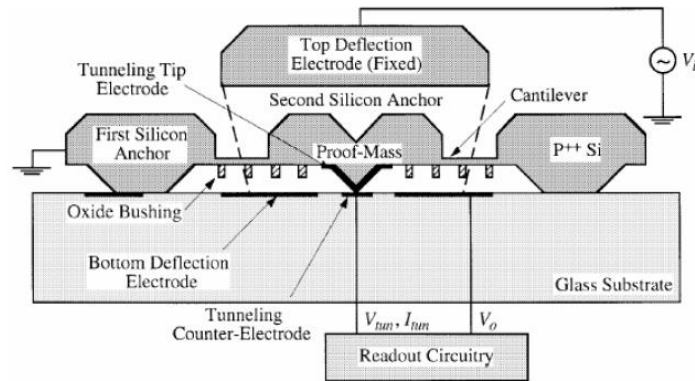 Top Deflection
Electrode (Fixed)
Tunneling Tip
Electrode
Second Silicon Anchor
Cantilever
First Silicon
Anchor
Proof-Mass
P++ Si
Oxide Bushing
Bottom Deflection
Electrode
Glass Substrate
Tunneling
Counter-Electrode
Vtun, Itun
Vo
Readout Circuitry